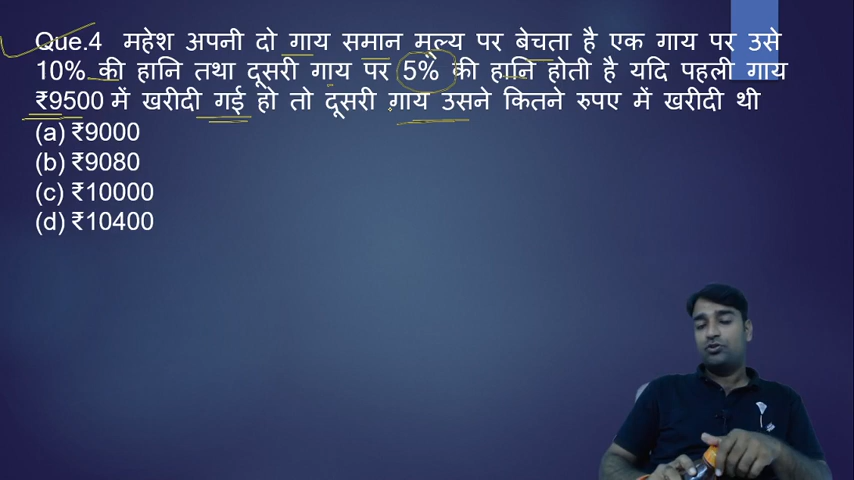 Que.4 महेश अपनी दो गाय समान मूल्य पर बेचता है एक गाय पर उसे
10% की हानि तथा दूसरी गाय पर 5% की हानि होती है यदि पहली गाय
₹9500 में खरीदी गई हो तो दूसरी गाय उसने कितने रुपए में खरीदी थी
(a) ₹9000
(b) ₹9080
(c) ₹10000
(d) ₹10400